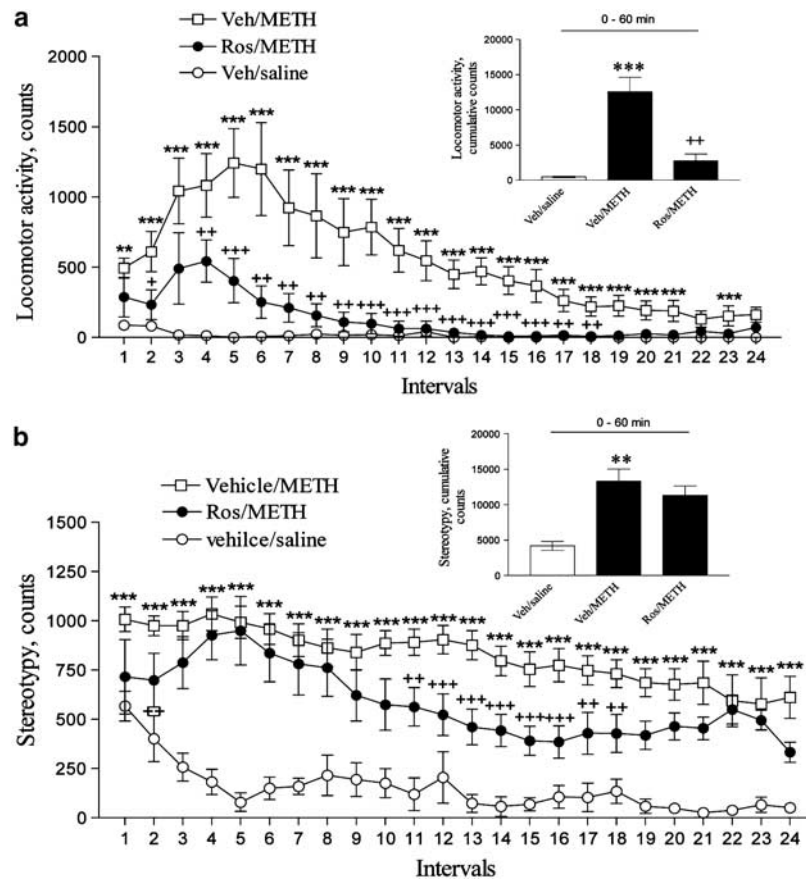 a
Veh/METH
Ros/METH
Veh/saline
0 - 60 min
Locomotor activity, counts
2000
1500
1000
500
0
** *** *** *** *** *** *** *** *** *** *** *** *** *** *** *** *** *** *** *** *** ***
+ ++ +++ ++ ++ ++ ++ +++ +++ +++ +++ +++ +++ +++ ++ ++
1 2 3 4 5 6 7 8 9 10 11 12 13 14 15 16 17 18 19 20 21 22 23 24
Intervals
Locomotor activity,
cumulative counts
20000
15000
10000
5000
0
***
++
Veh/saline
Veh/METH
Ros/METH
b
Vehicle/METH
Ros/METH
vehilce/saline
0 - 60 min
Stereotypy, counts
1500
1250
1000
750
500
250
0
*** *** *** *** *** *** *** *** *** *** *** *** *** *** *** *** *** *** *** *** *** *** *** ***
++ +++ +++ +++ +++ +++ ++ ++
1 2 3 4 5 6 7 8 9 10 11 12 13 14 15 16 17 18 19 20 21 22 23 24
Intervals
Stereotypy, cumulative
counts
20000
15000
10000
5000
0
**
Veh/saline
Veh/METH
Ros/METH